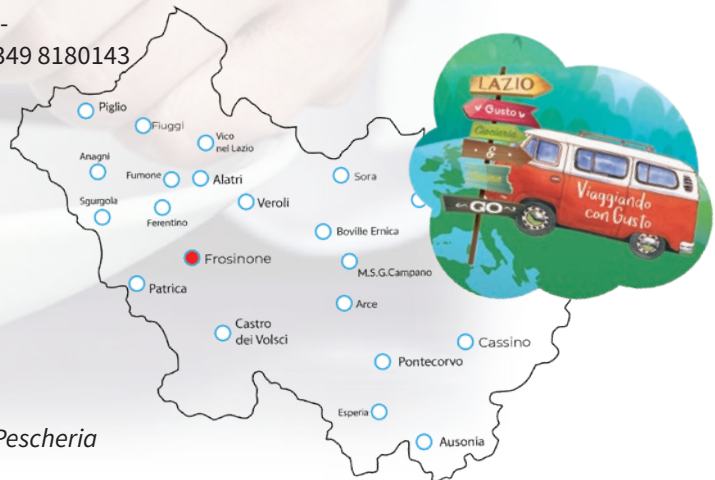 -
349 8180143
Piglio
Fiuggi
Vico
nel Lazio
Anagni
Fumone
Alatri
Sora
Sgurgola
Ferentino
Veroli
Boville Ernica
Frosinone
M.S.G.Campano
Patrica
Arce
Castro
dei Volsci
Cassino
Pontecorvo
Esperia
Ausonia
Pescheria
LAZIO
Gusto
Ciociaria
&
GO
Viaggiando
con Gusto